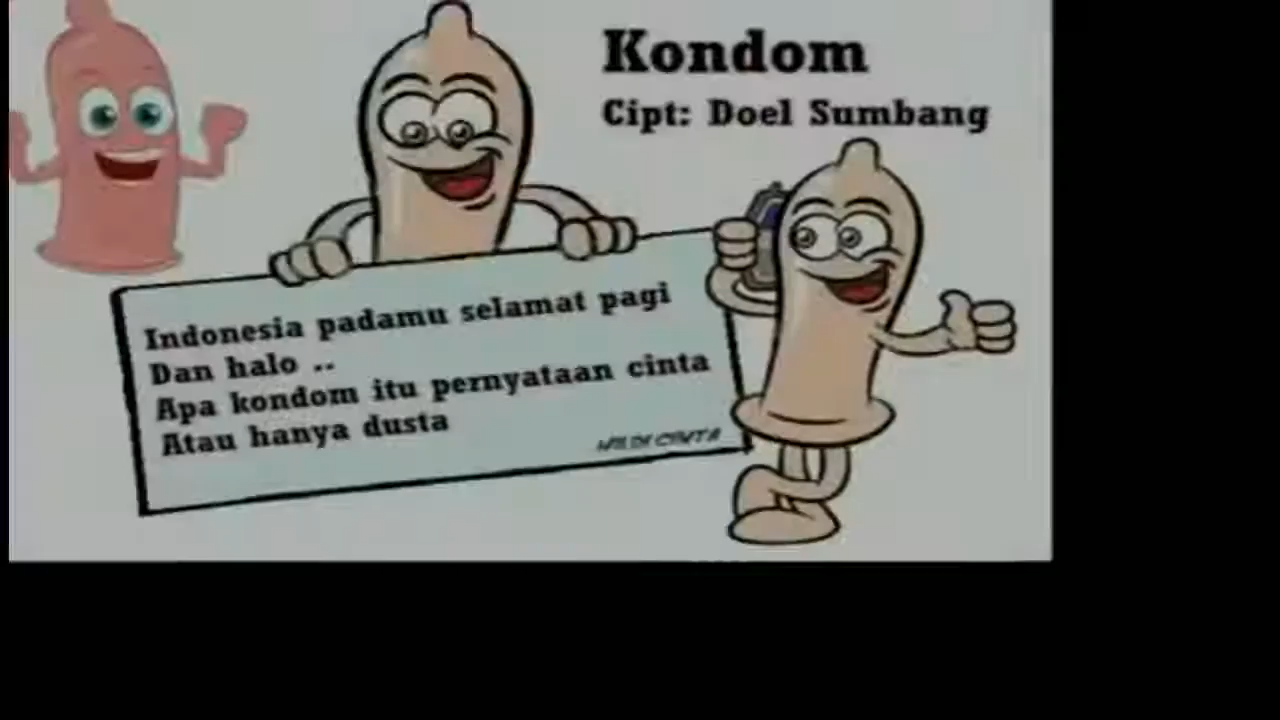 Kondom
Cipt: Doel Sumbang
Indonesia padamu selamat pagi
Dan halo ..
Apa kondom itu pernyataan cinta
Atau hanya dusta